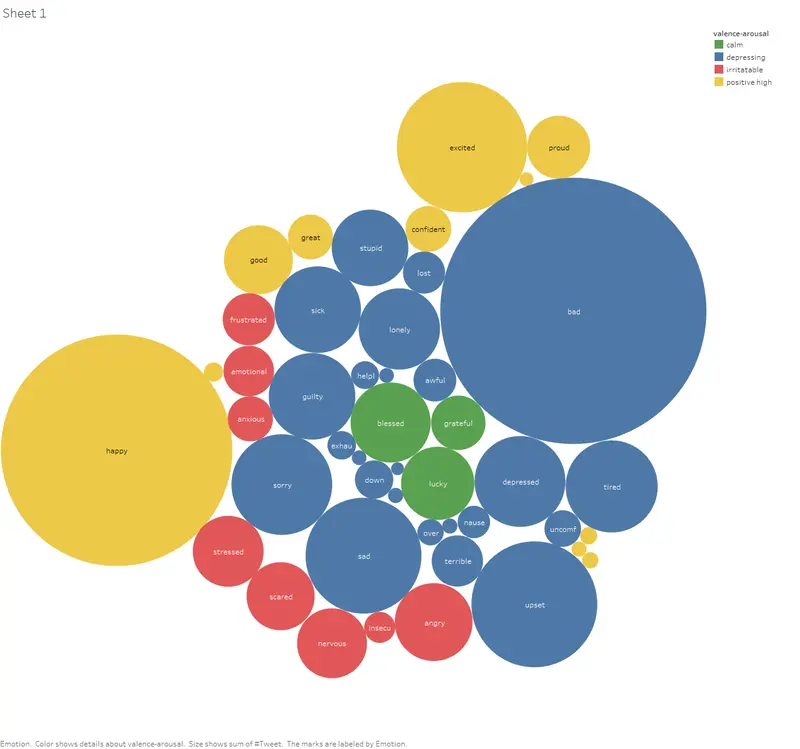 Sheet 1
valence-arousal
calm
depressing
irritatable
positive high
excited
proud
confident
great
stupid
good
lost
sick
bad
frustrated
lonely
amotional
helpl
awful
guilty
anxious
blessed
grateful
happy
exhau
sorry
down
lucky
depressed
tired
nause
over
uncomf
stressed
sad
terrible
scared
upset
insecu
angry
nervous
Emotion. Color shows details about valence-arousal. Size shows sum of #Tweet. The marks are labeled by Emotion.